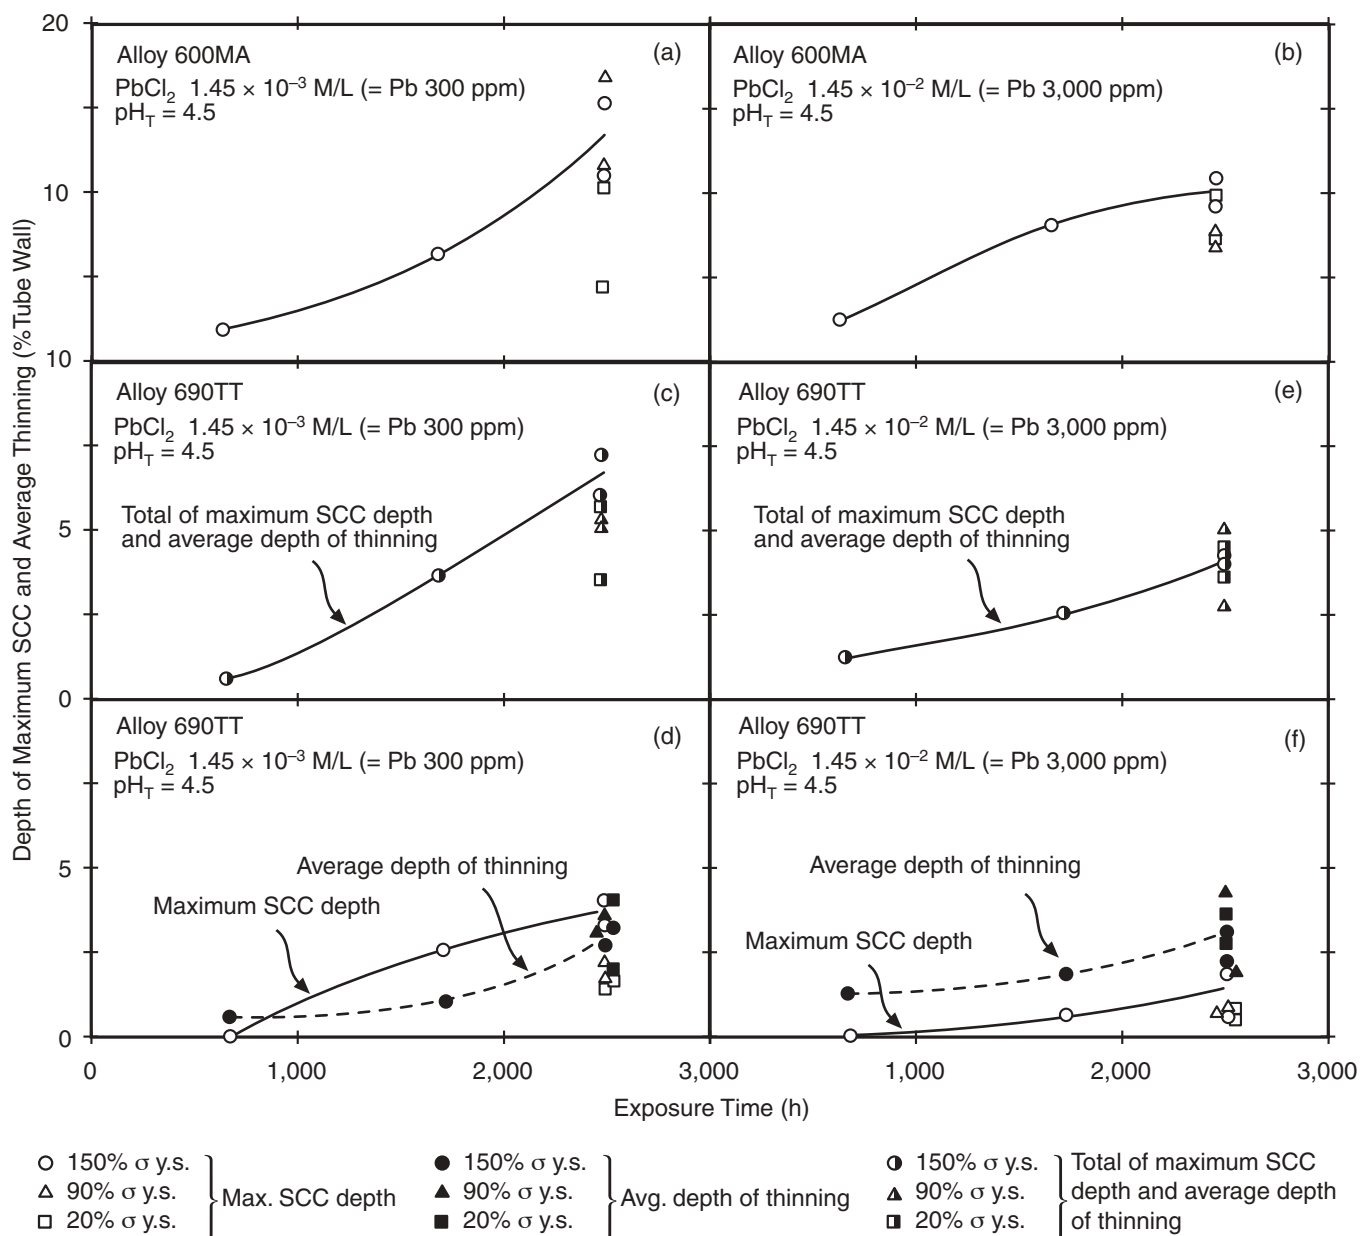 Depth of Maximum SCC and Average Thinning (%Tube Wall)
20
10
10
5
0
5
0
Alloy 600MA
(a)
PbCl₂ 1.45 × 10⁻³ M/L (= Pb 300 ppm)
pH_T = 4.5
Alloy 600MA
(b)
PbCl₂ 1.45 × 10⁻² M/L (= Pb 3,000 ppm)
pH_T = 4.5
Alloy 690TT
(c)
PbCl₂ 1.45 × 10⁻³ M/L (= Pb 300 ppm)
pH_T = 4.5
Total of maximum SCC depth
and average depth of thinning
Alloy 690TT
(e)
PbCl₂ 1.45 × 10⁻² M/L (= Pb 3,000 ppm)
pH_T = 4.5
Total of maximum SCC depth
and average depth of thinning
Alloy 690TT
(d)
PbCl₂ 1.45 × 10⁻³ M/L (= Pb 300 ppm)
pH_T = 4.5
Average depth of thinning
Maximum SCC depth
Alloy 690TT
(f)
PbCl₂ 1.45 × 10⁻² M/L (= Pb 3,000 ppm)
pH_T = 4.5
Average depth of thinning
Maximum SCC depth
0 1,000 2,000 3,000 1,000 2,000 3,000
Exposure Time (h)
150% σ y.s.
90% σ y.s.
20% σ y.s.
Max. SCC depth
150% σ y.s.
90% σ y.s.
20% σ y.s.
Avg. depth of thinning
150% σ y.s.
90% σ y.s.
20% σ y.s.
Total of maximum SCC
depth and average depth
of thinning